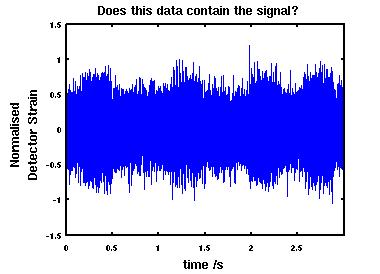 Does this data contain the signal?
1.5
1
0.5
0
-0.5
-1
-1.5
Normalised
Detector Strain
0 0.5 1 1.5 2 2.5
time /s